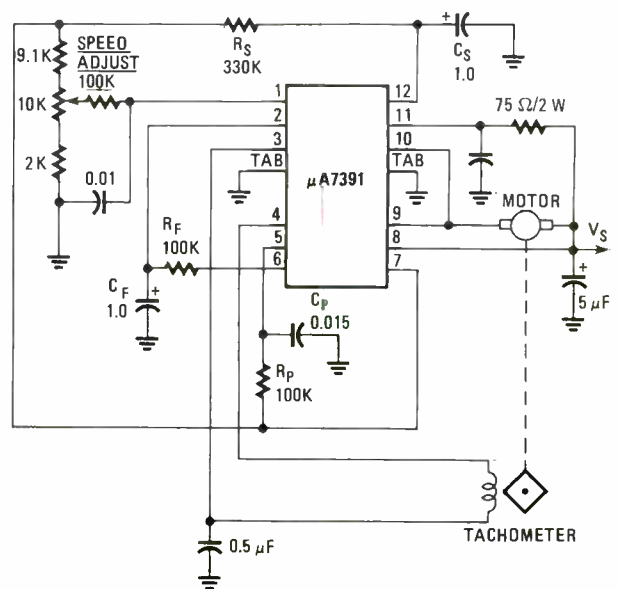 9.1K
SPEED
ADJUST
100K
10K
2K
0.01
R_S
330K
+
C_S
1.0
1
2
3
TAB
4
5
6
µA7391
12
11
10
TAB
9
8
7
75 Ω/2 W
MOTOR
V_S
+
5 µF
R_F
100K
C_F
+
1.0
C_P
0.015
R_P
100K
0.5 µF
TACHOMETER